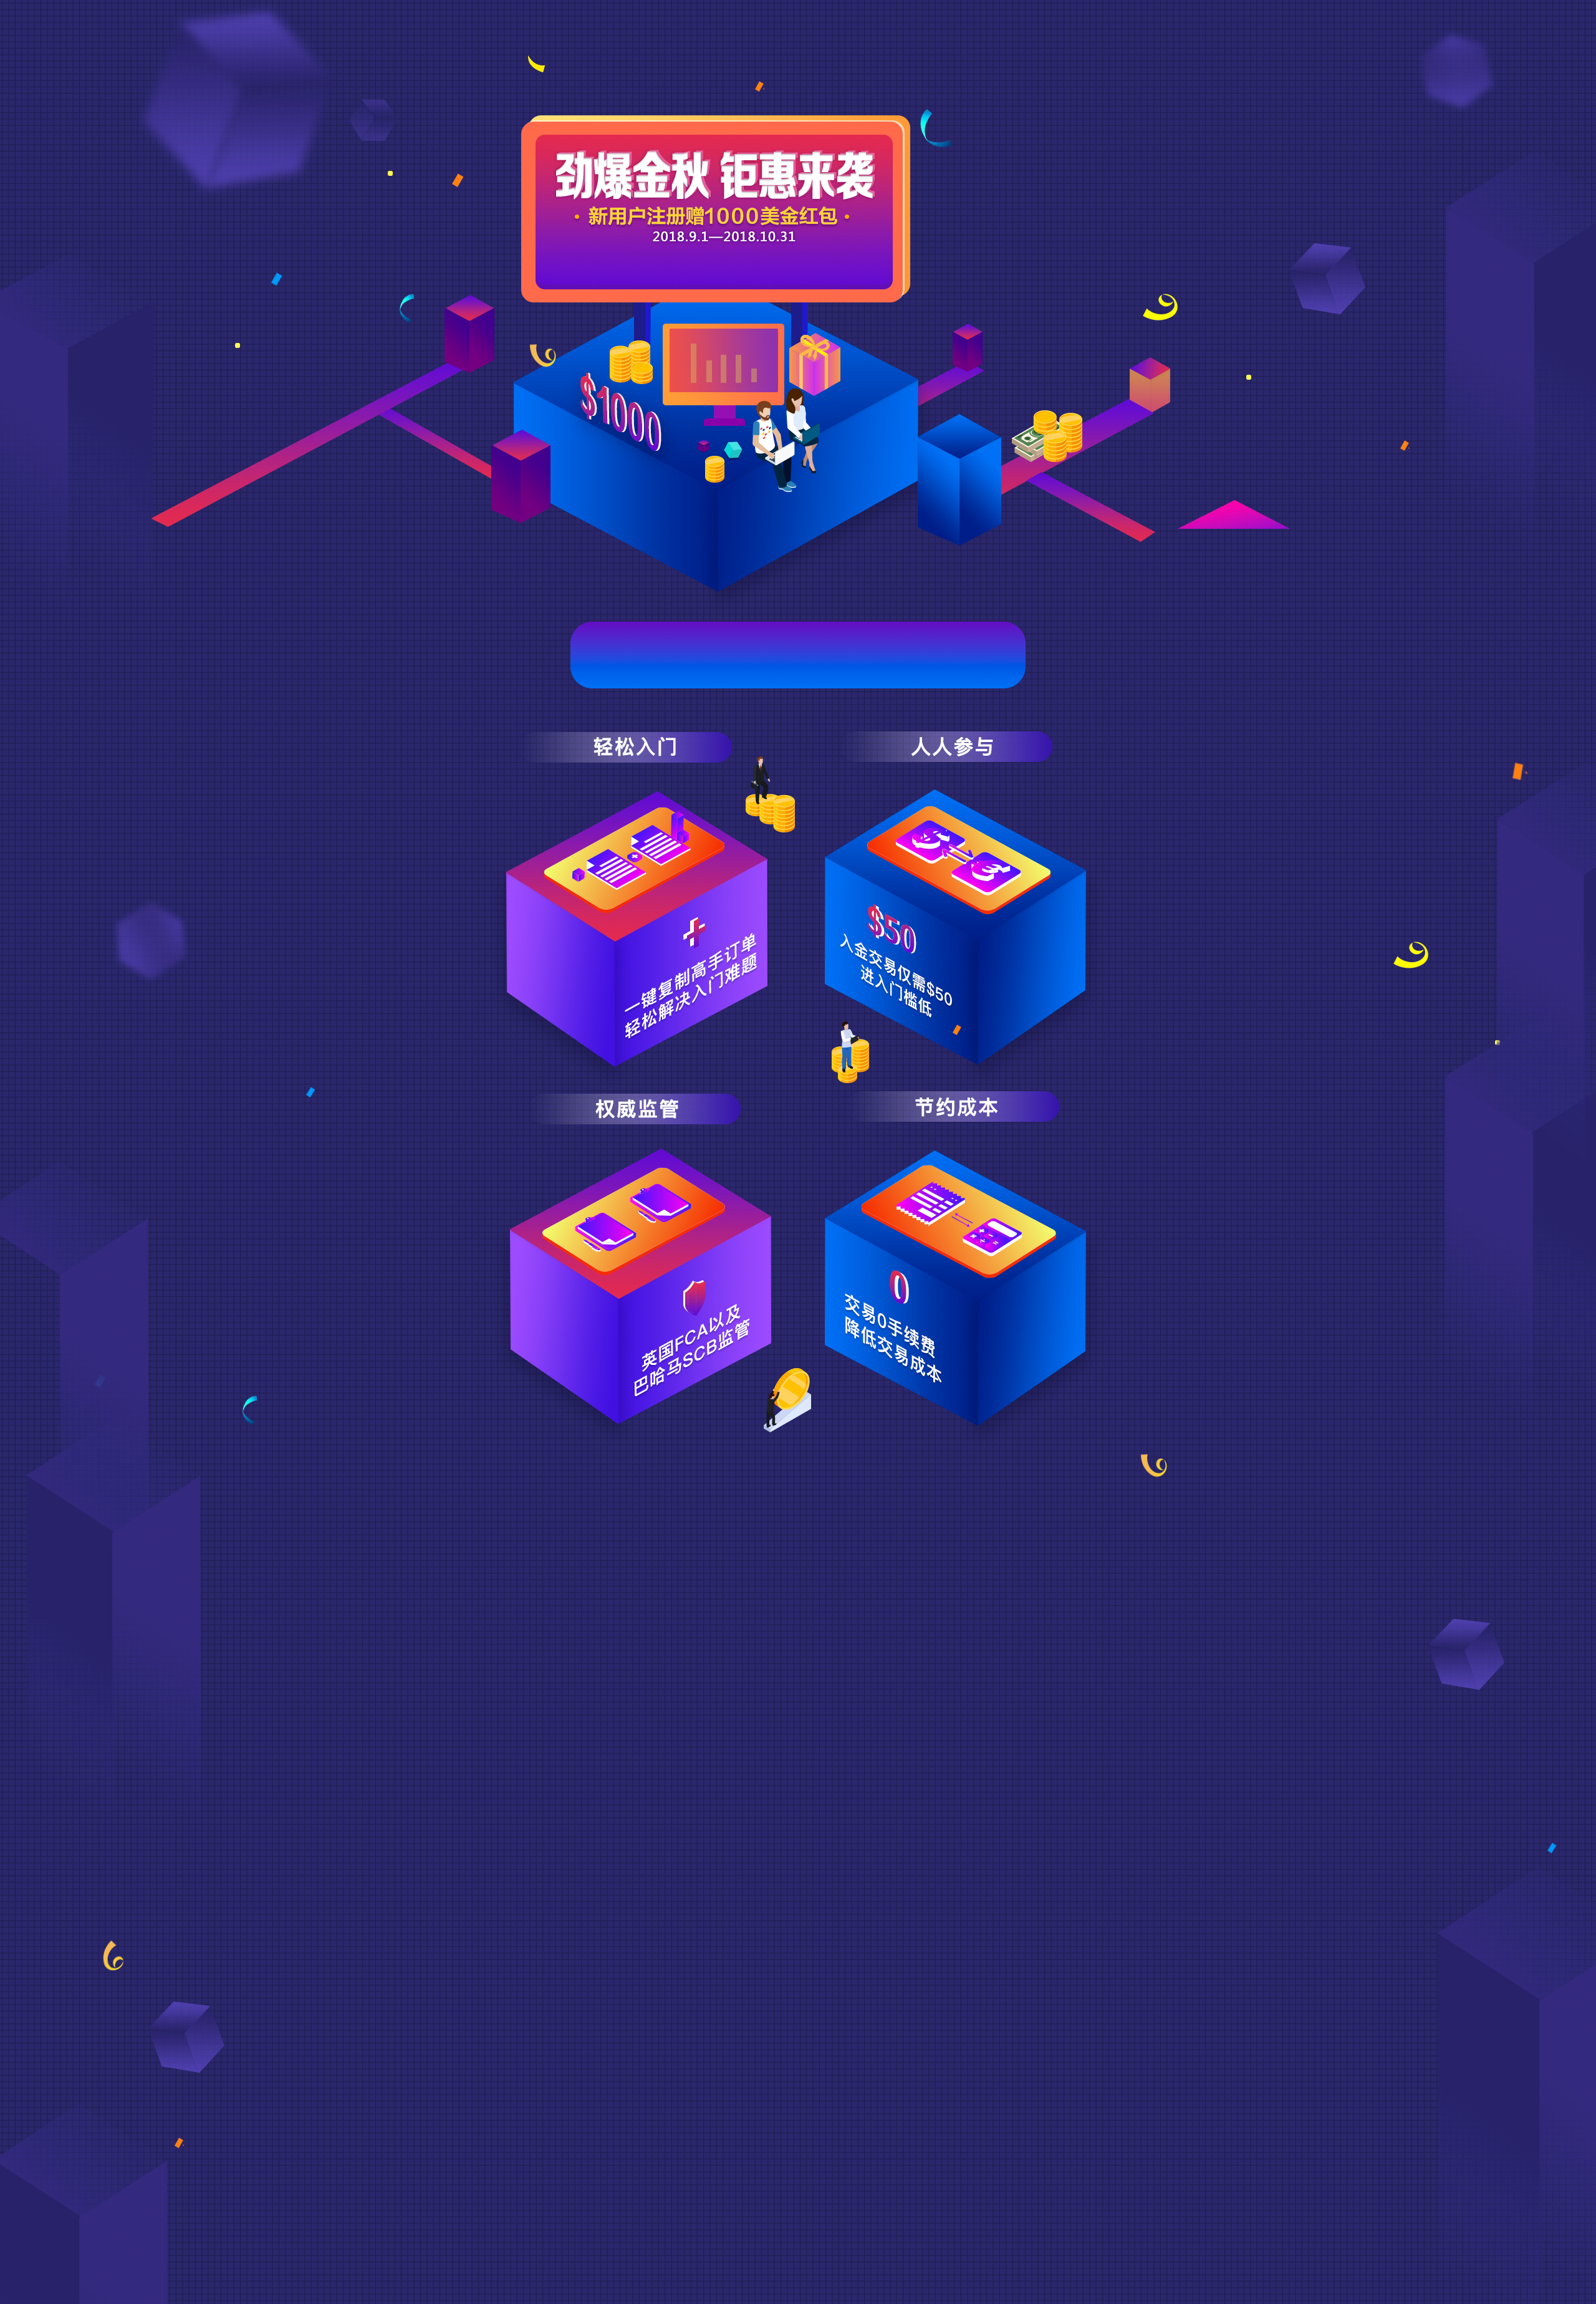 劲爆金秋 钜惠来袭
·新用户注册赠1000美金红包·
2018.9.1—2018.10.31
$1000
轻松入门
人人参与
一键复制高手订单
轻松解决入门难题
$50
入金交易仅需$50
进入门槛低
权威监管
节约成本
英国FCA以及
巴哈马SCB监管
0
交易0手续费
降低交易成本